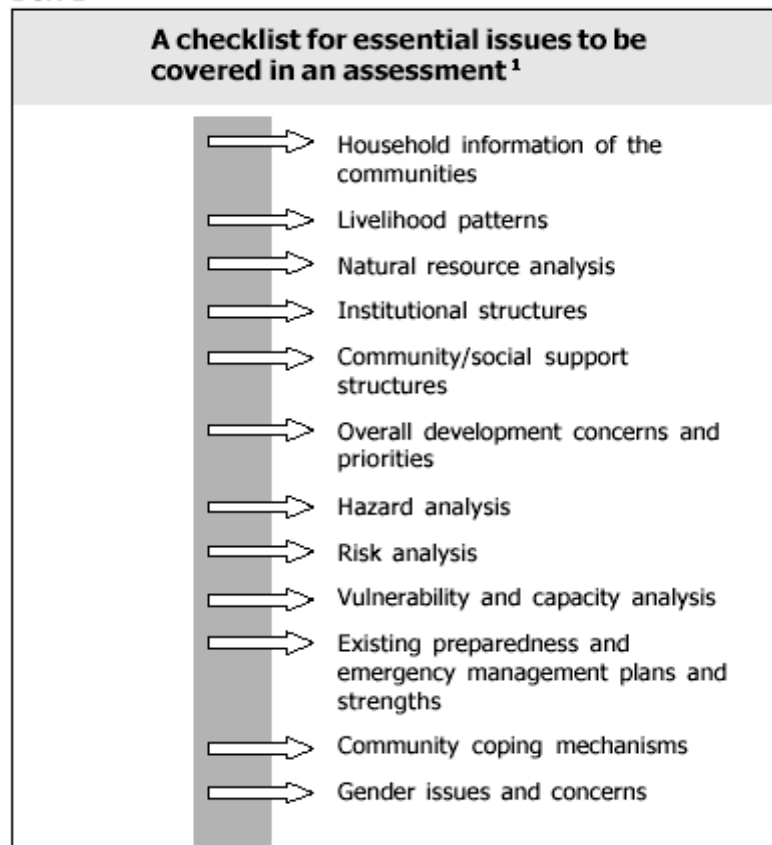 A checklist for essential issues to be
covered in an assessment¹
Household information of the
communities
Livelihood patterns
Natural resource analysis
Institutional structures
Community/social support
structures
Overall development concerns and
priorities
Hazard analysis
Risk analysis
Vulnerability and capacity analysis
Existing preparedness and
emergency management plans and
strengths
Community coping mechanisms
Gender issues and concerns